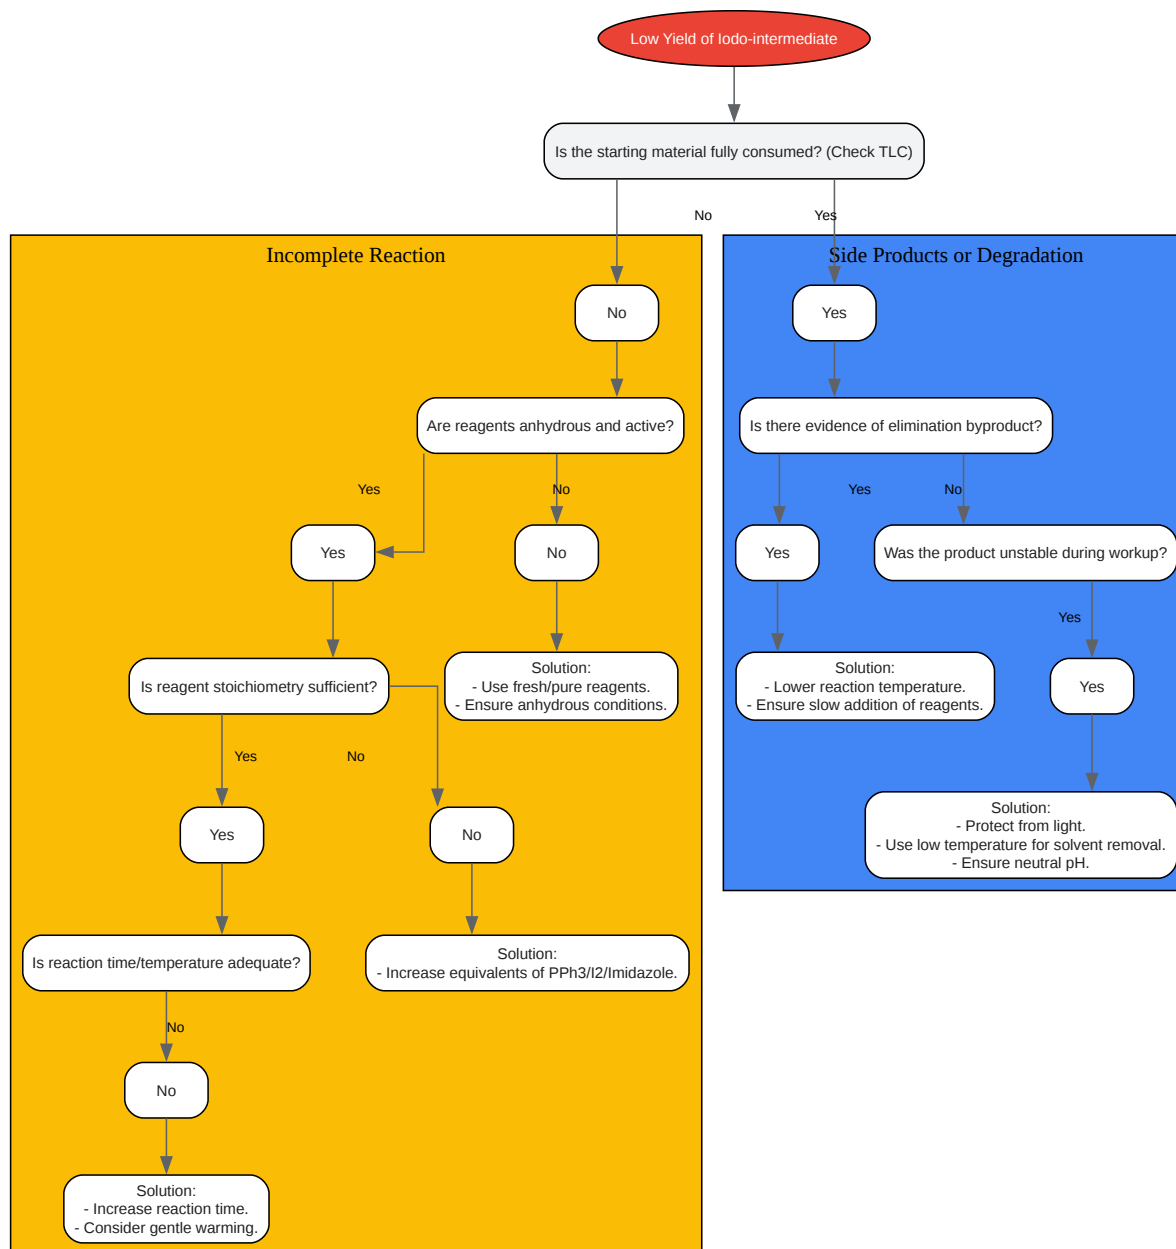 Low Yield of Iodo-intermediate
Is the starting material fully consumed? (Check TLC)
No
Yes
Incomplete Reaction
Side Products or Degradation
No
Yes
Are reagents anhydrous and active?
Is there evidence of elimination byproduct?
Yes
No
Yes
No
Yes
No
Yes
Was the product unstable during workup?
Yes
Is reagent stoichiometry sufficient?
Solution:
- Use fresh/pure reagents.
- Ensure anhydrous conditions.
Solution:
- Lower reaction temperature.
- Ensure slow addition of reagents.
Yes
Yes
No
Yes
No
Solution:
- Protect from light.
- Use low temperature for solvent removal.
- Ensure neutral pH.
Is reaction time/temperature adequate?
Solution:
- Increase equivalents of PPh3/I2/Imidazole.
No
No
Solution:
- Increase reaction time.
- Consider gentle warming.